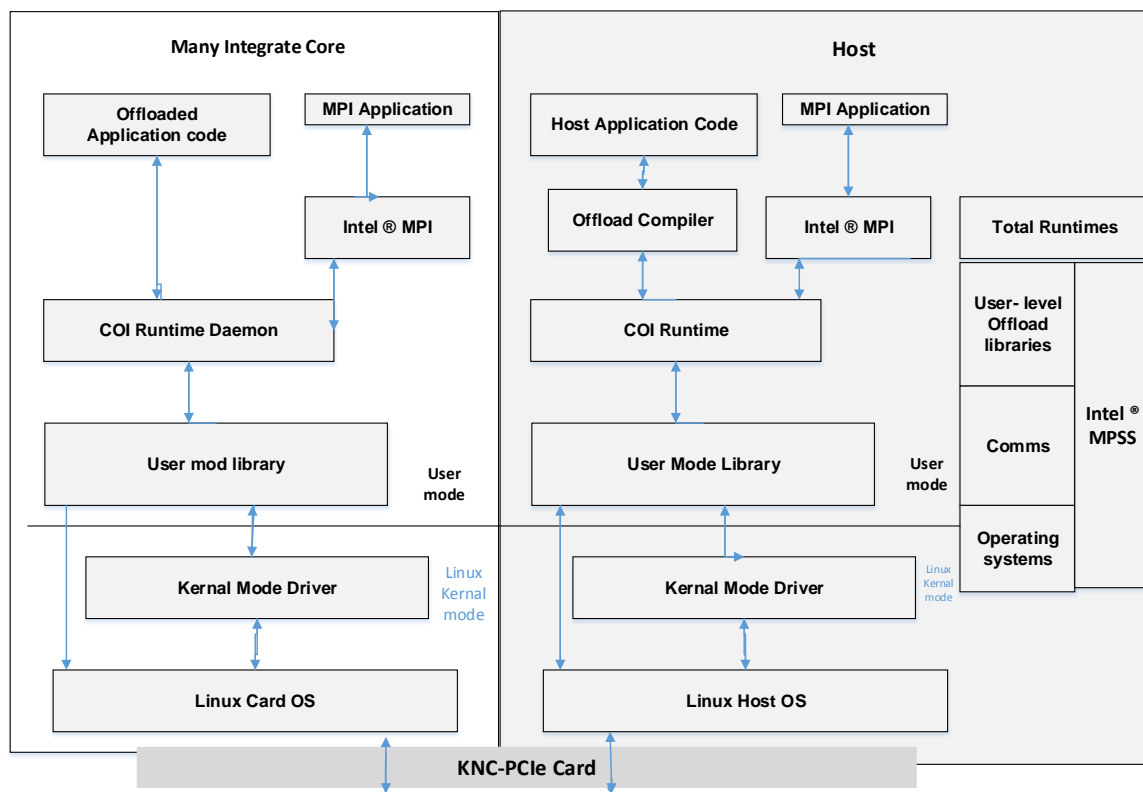 Many Integrate Core
Offloaded
Application code
MPI Application
Intel ® MPI
COI Runtime Daemon
User mod library
User
mode
Kernal Mode Driver
Linux
Kernal
mode
Linux Card OS
Host
Host Application Code
MPI Application
Offload Compiler
Intel ® MPI
Total Runtimes
COI Runtime
User- level
Offload
libraries
Intel ®
MPSS
User Mode Library
Comms
User
mode
Operating
systems
Kernal Mode Driver
Linux
Kernal
mode
Linux Host OS
KNC-PCIe Card